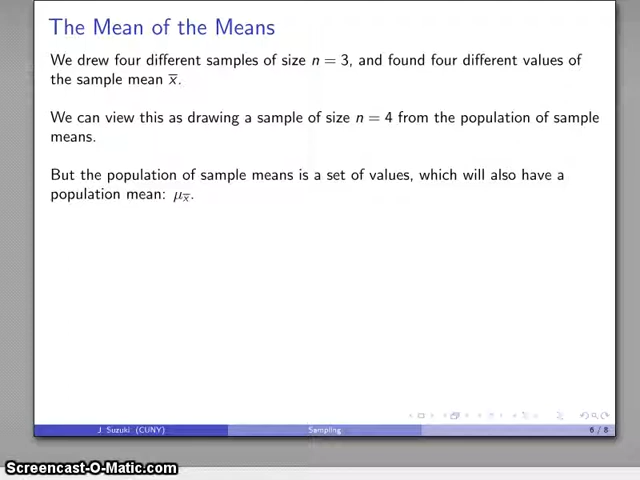 The Mean of the Means
We drew four different samples of size n = 3, and found four different values of
the sample mean x̅.
We can view this as drawing a sample of size n = 4 from the population of sample
means.
But the population of sample means is a set of values, which will also have a
population mean: μx̅.
J. Suzuki (CUNY)
Sampling
6 / 8
Screencast-O-Matic.com